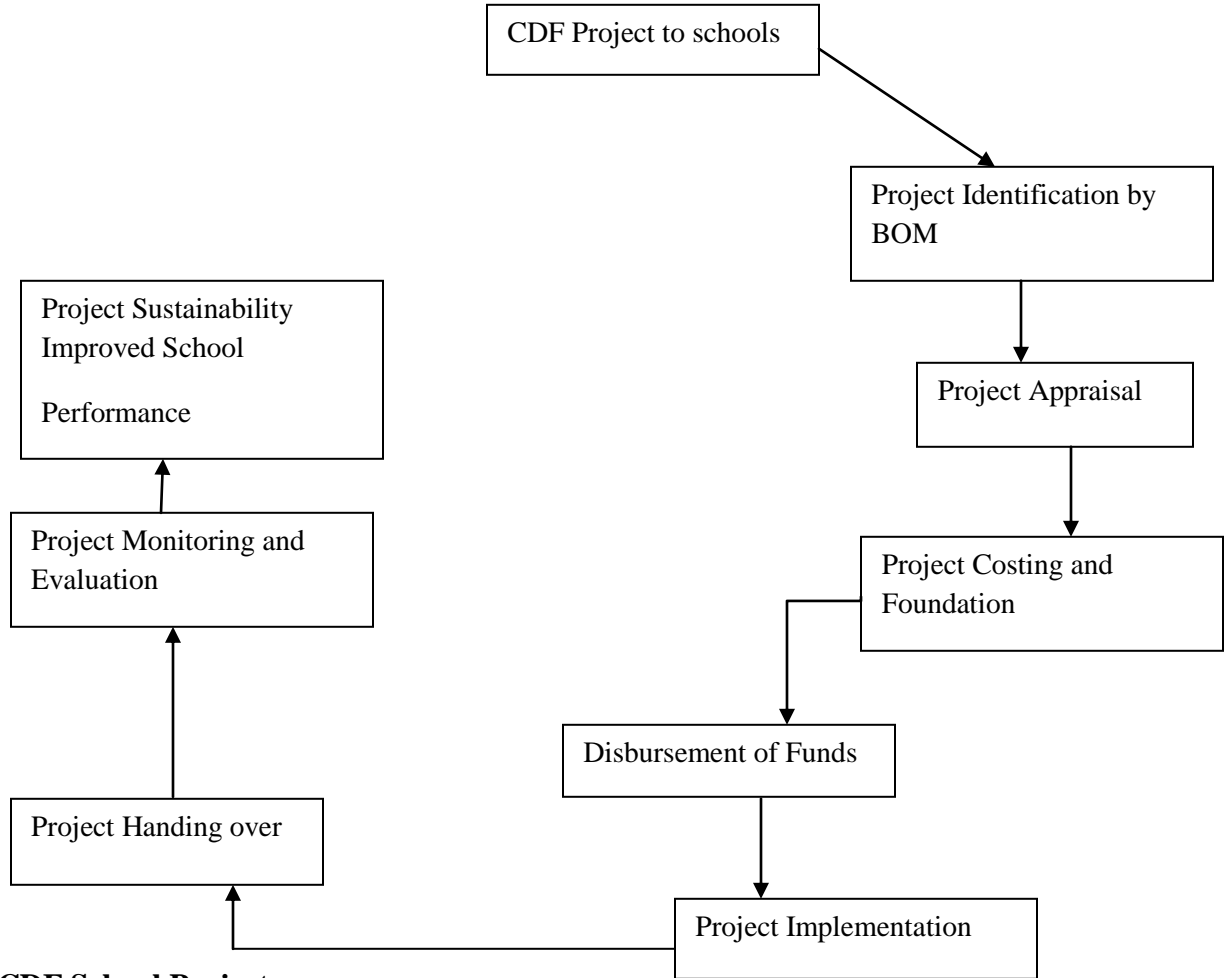 CDF Project to schools
Project Identification by
BOM
Project Appraisal
Project Costing and
Foundation
Disbursement of Funds
Project Implementation
Project Handing over
Project Monitoring and
Evaluation
Project Sustainability
Improved School
Performance
CDF School Project